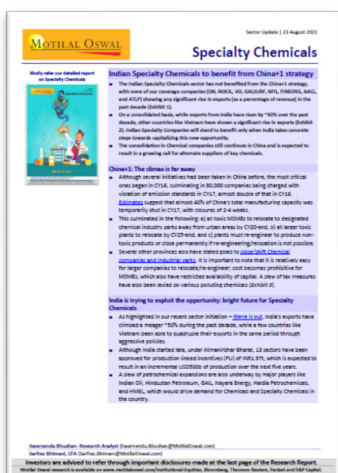 Sector Update | 23 August 2021
MOTILAL OSWAL
Specialty Chemicals
Kindly refer our detailed report
on Specialty Chemicals
Indian Specialty Chemicals to benefit from China+1 strategy
The Indian Specialty Chemicals sector has not benefited from the China+1 strategy,
with none of our coverage companies (DN, NOCIL, VO, GALSURF, NFIL, FINEORG, AACL,
and ATLP) showing any significant rise in exports (as a percentage of revenue) in the
past decade (Exhibit 1).
On a consolidated basis, while exports from India have risen by ~50% over the past
decade, other countries like Vietnam have shown a significant rise in exports (Exhibit
2). Indian Specialty Companies will stand to benefit only when India takes concrete
steps towards capitalizing this new opportunity.
The consolidation in Chemical companies still continues in China and is expected to
result in a growing call for alternate suppliers of key chemicals.
China+1: The climax is far away
Although several initiatives had been taken in China before, the most critical
ones began in CY16, culminating in 80,000 companies being charged with
violation of emission standards in CY17, almost double of that in CY16.
Estimates suggest that almost 40% of China's total manufacturing capacity was
temporarily shut in CY17, with closures of 2-4 weeks.
This culminated in the following: a) all toxic MSMEs to relocate to designated
chemical industry parks away from urban areas by CY20-end, b) all larger toxic
plants to relocate by CY25-end, and c) plants must re-engineer to produce non-
toxic products or close permanently if re-engineering/relocation is not possible.
Several other provinces also have stated plans to close/shift Chemical
companies and industrial parks. It is important to note that it is relatively easy
for larger companies to relocate/re-engineer; cost becomes prohibitive for
MSMEs, which also have restricted availability of capital. A slew of tax measures
have also been levied on various polluting chemicals (Exhibit 3).
India is trying to exploit the opportunity: bright future for Specialty
Chemicals
As highlighted in our recent sector initiation – Genie is out, India's exports have
climbed a meager ~50% during the past decade, while a few countries like
Vietnam been able to quadruple their exports in the same period through
aggressive policies.
Although India started late, under Atmanirbhar Bharat, 13 sectors have been
approved for production linked incentives (PLI) of INR1.97t, which is expected to
result in an incremental USD500b of production over the next five years.
A slew of petrochemical expansions are also underway by major players like
Indian Oil, Hindustan Petroleum, GAIL, Nayara Energy, Haldia Petrochemicals,
and HMEL, which would drive demand for Chemicals and Specialty Chemicals in
the country.
Swarnendu Bhushan- Research Analyst (Swarnendu.Bhushan@MotilalOswal.com)
Sarfraz Bhimani, CFA (Sarfraz.Bhimani@MotilalOswal.com)
Investors are advised to refer through important disclosures made at the last page of the Research Report.
Motilal Oswal research is available on www.motilaloswal.com/Institutional-Equities, Bloomberg, Thomson Reuters, Factset and S&P Capital.